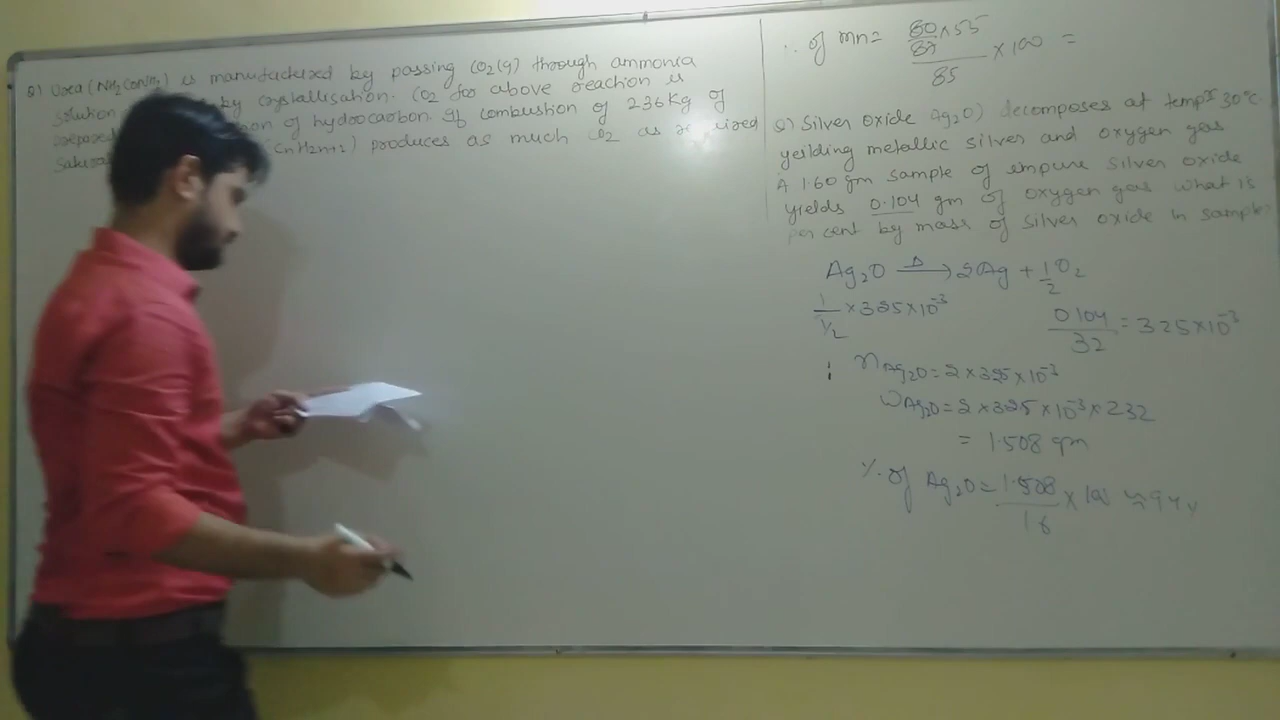 Q) Urea (NH2CONH2) is manufactured by passing CO2(g) through ammonia
solution by crystallisation. CO2 for above reaction is
prepared of hydrocarbon. If combustion of 236 Kg of
CnH2n+2) produces as much CO2 as
∴ of Mn = 80/87 × 55 / 85 × 100 =
Q) Silver oxide Ag2O) decomposes at temp 30°C.
yeilding metallic silver and oxygen gas
A 1.60 gm sample of empure silver oxide
yields 0.104 gm of oxygen gas what is
per cent by mass of silver oxide in sample
Ag2O —Δ→ 2Ag + 1/2 O2
1/(1/2) × 3.25×10^-3
0.104/32 = 3.25×10^-3
: nAg2O = 2×3.25×10^-3
WAg2O = 2×3.25×10^-3×232
= 1.508 gm
% of Ag2O = 1.508/1.6 × 100 ≈ 94%